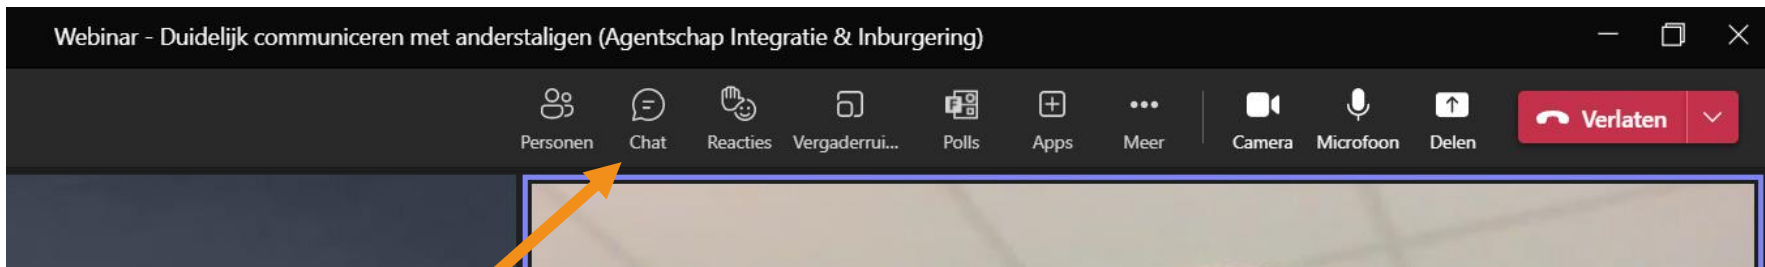 Webinar - Duidelijk communiceren met anderstaligen (Agentschap Integratie & Inburgering)
Personen Chat Reacties Vergaderrui... Polls Apps Meer Camera Microfoon Delen Verlaten